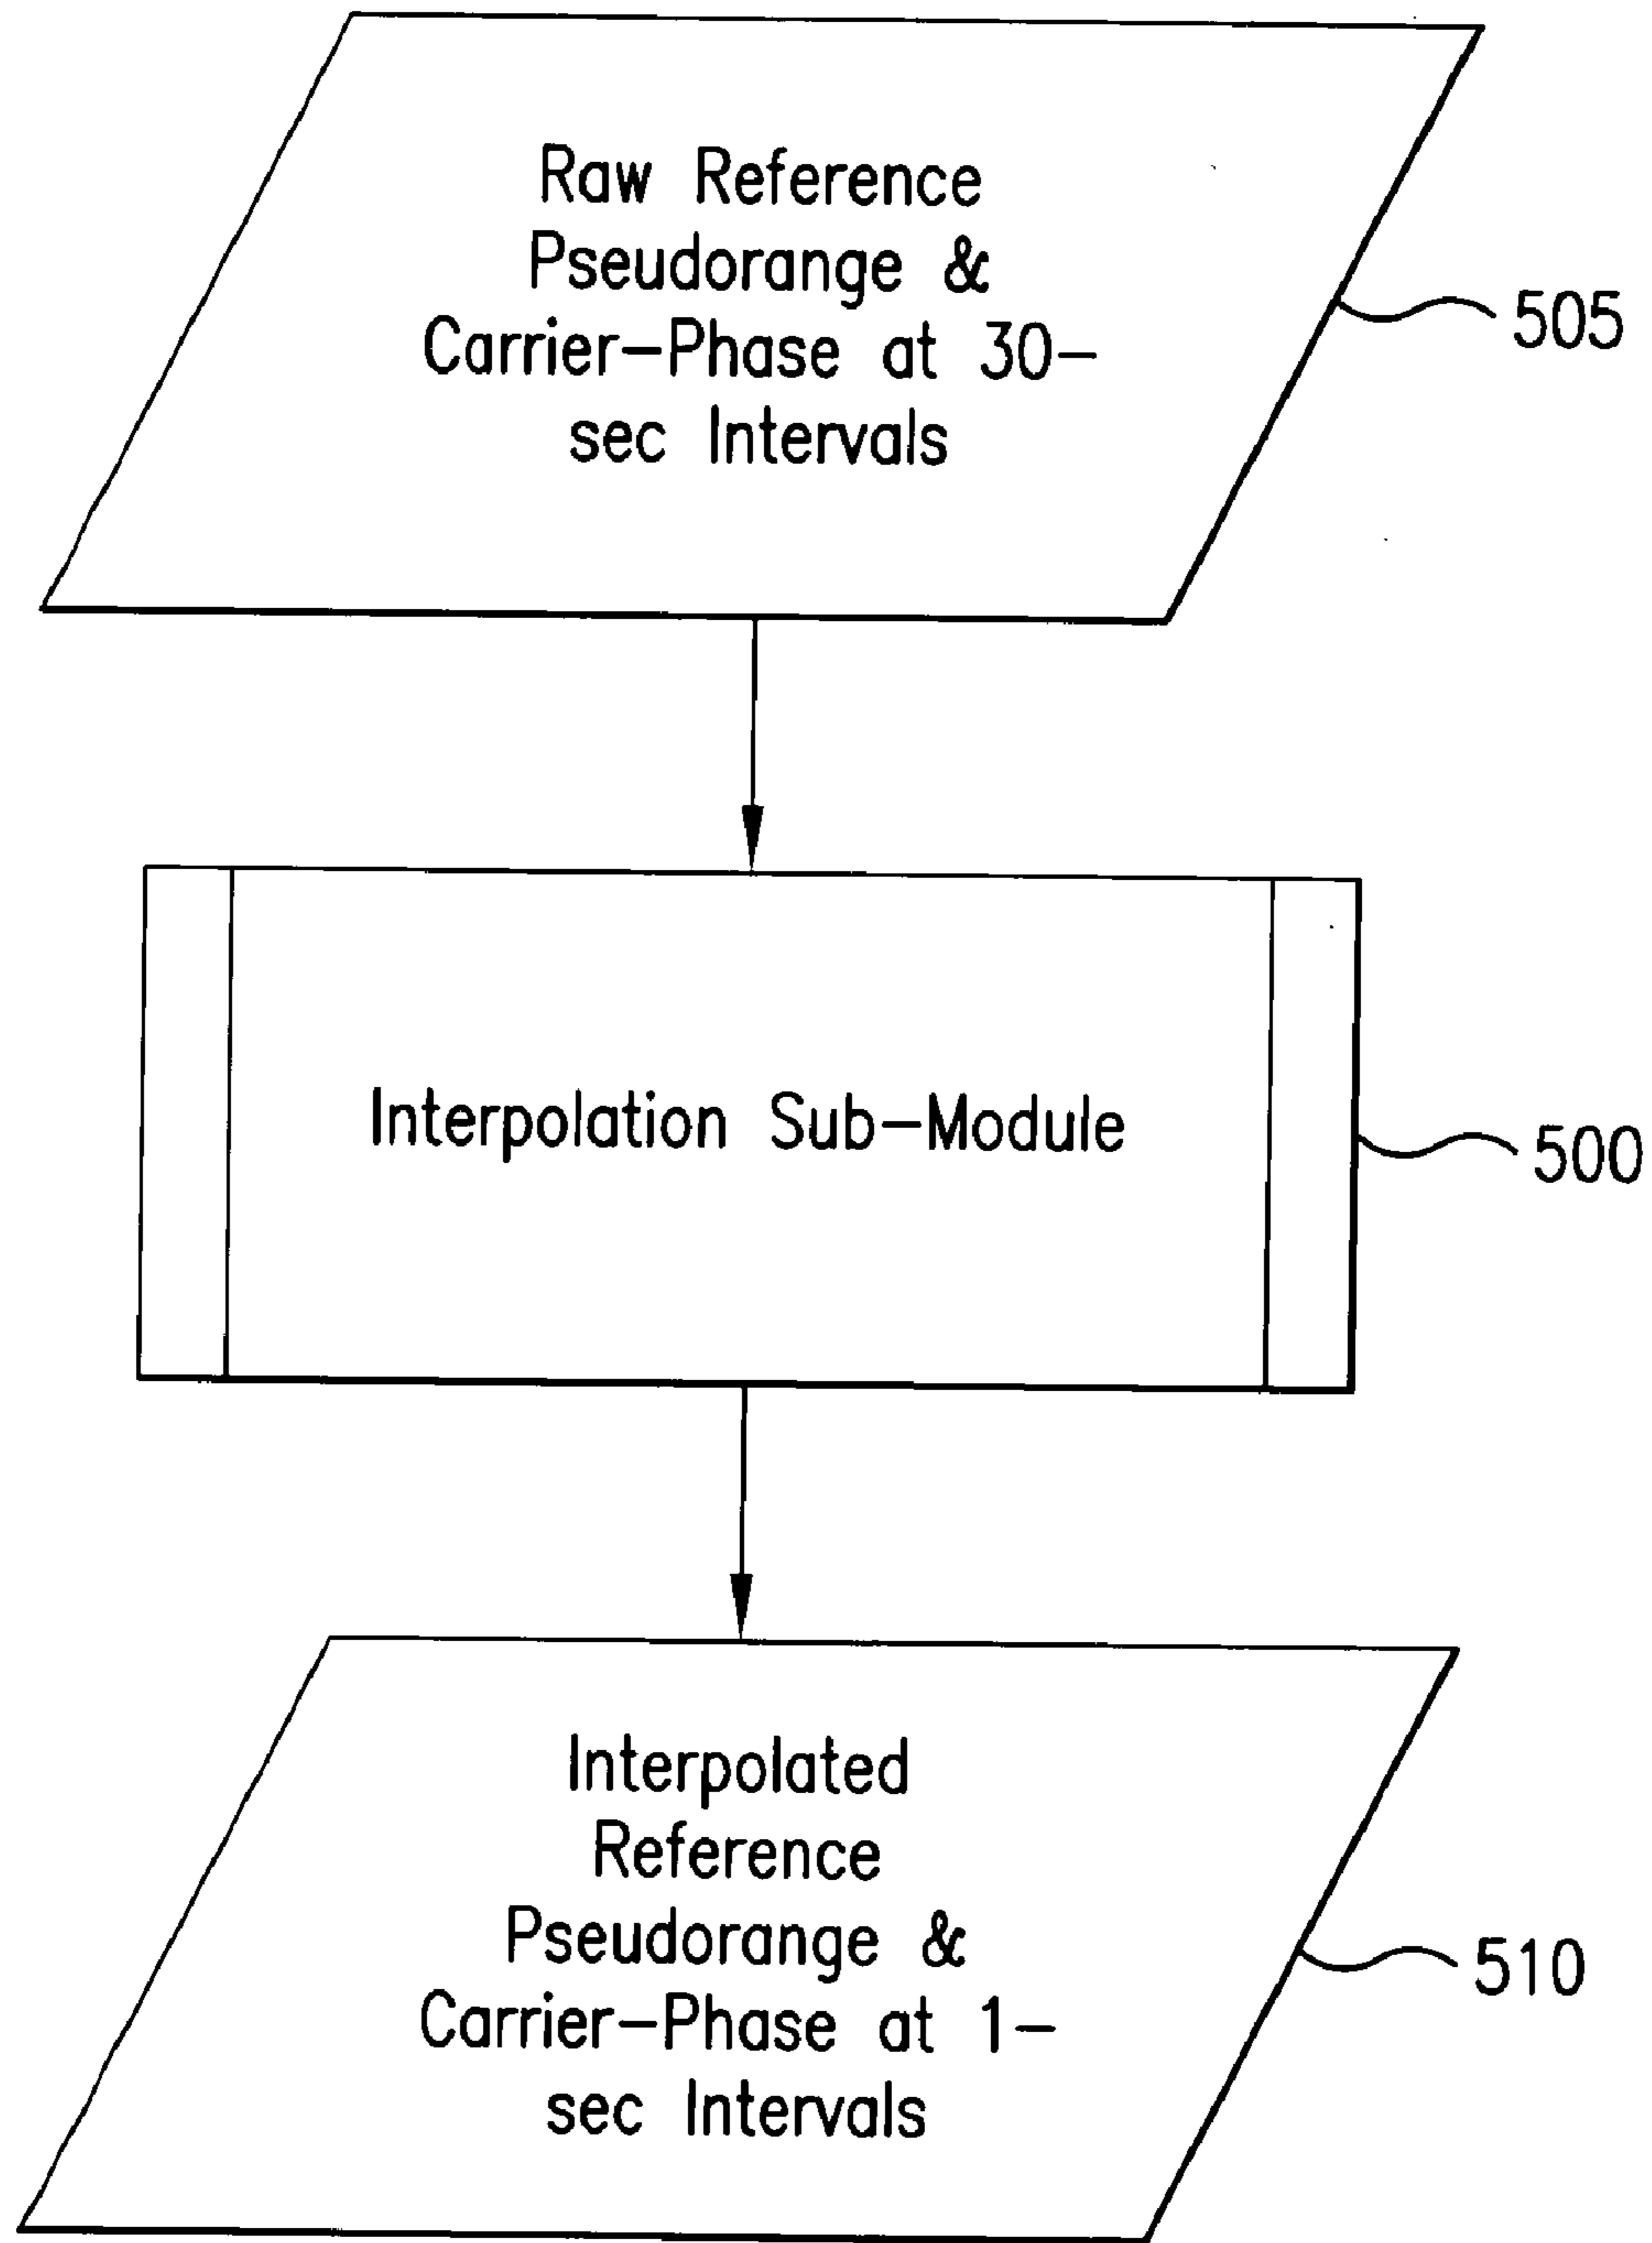 Raw Reference
Pseudorange &
Carrier-Phase at 30-
sec Intervals
505
Interpolation Sub-Module
500
Interpolated
Reference
Pseudorange &
Carrier-Phase at 1-
sec Intervals
510